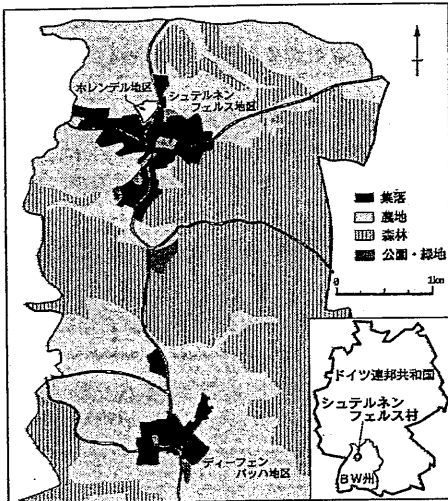 ホレンデル地区
シュテルネン
フェルス地区
集落
農地
森林
公園・緑地
0 1km
ドイツ連邦共和国
シュテルネン
フェルス村
BW州
ディーフェン
バッハ地区